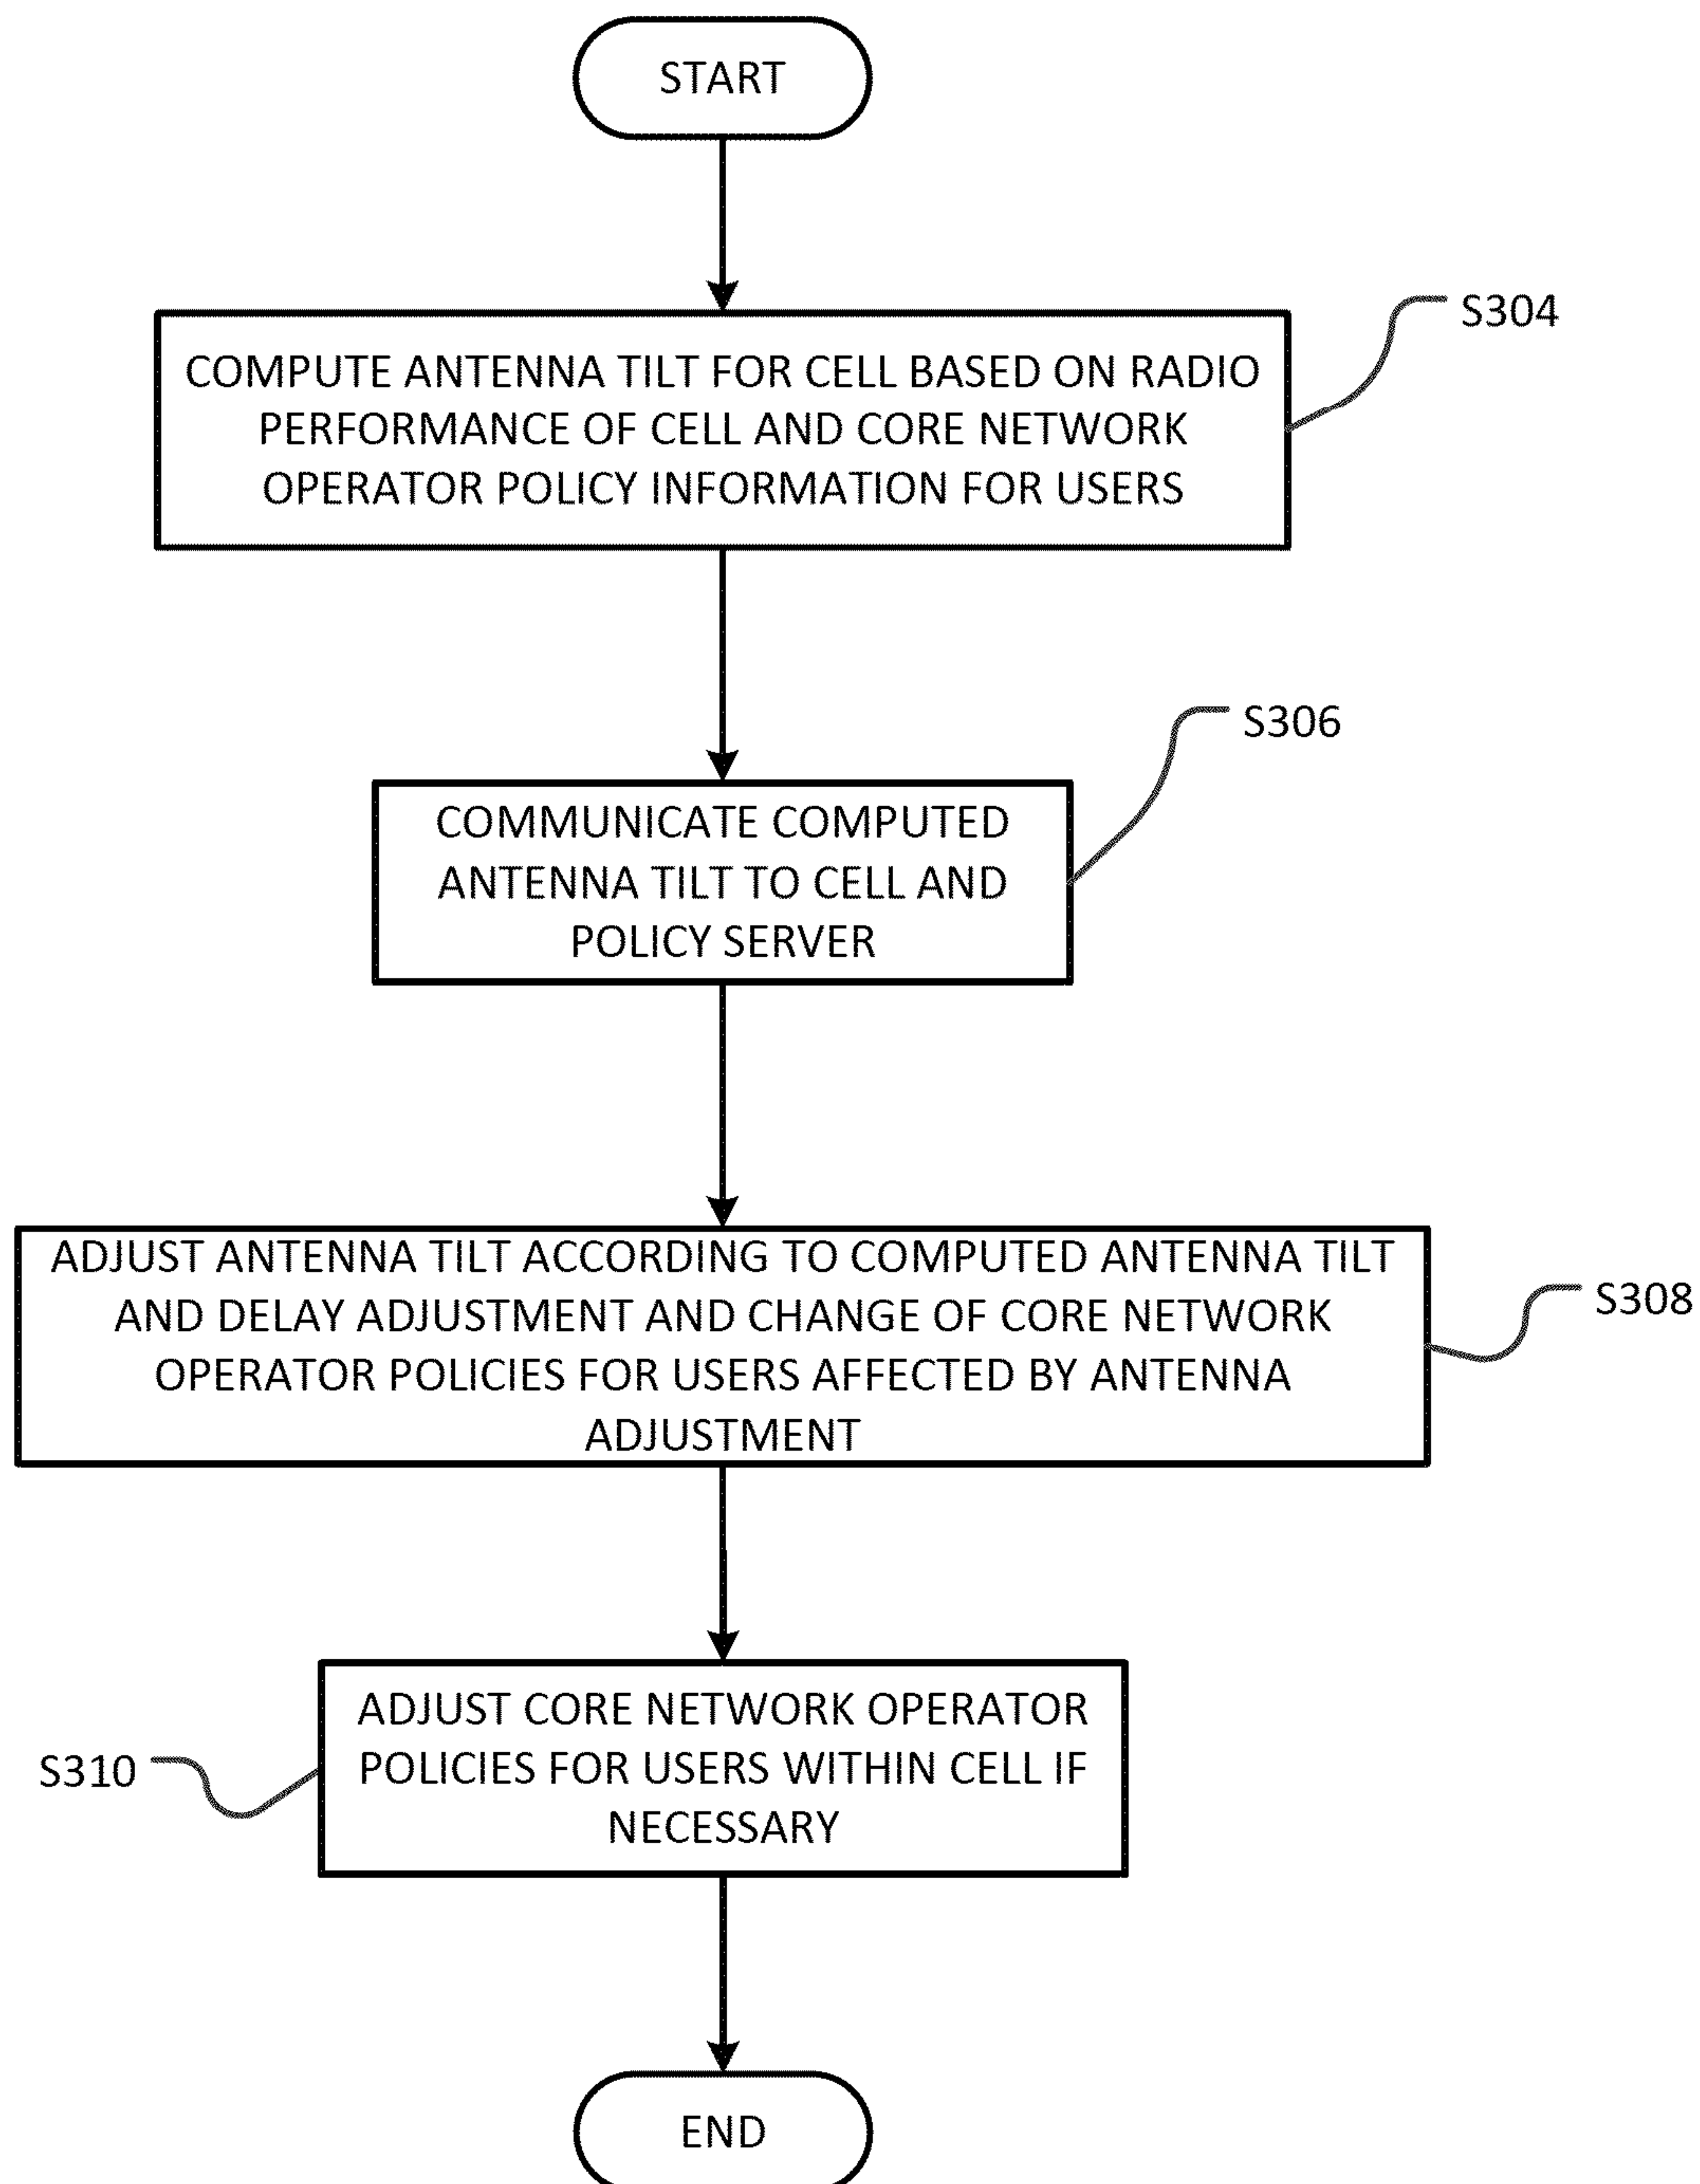 START
S304
COMPUTE ANTENNA TILT FOR CELL BASED ON RADIO
PERFORMANCE OF CELL AND CORE NETWORK
OPERATOR POLICY INFORMATION FOR USERS
S306
COMMUNICATE COMPUTED
ANTENNA TILT TO CELL AND
POLICY SERVER
ADJUST ANTENNA TILT ACCORDING TO COMPUTED ANTENNA TILT
AND DELAY ADJUSTMENT AND CHANGE OF CORE NETWORK
OPERATOR POLICIES FOR USERS AFFECTED BY ANTENNA
ADJUSTMENT
S308
ADJUST CORE NETWORK OPERATOR
POLICIES FOR USERS WITHIN CELL IF
NECESSARY
S310
END